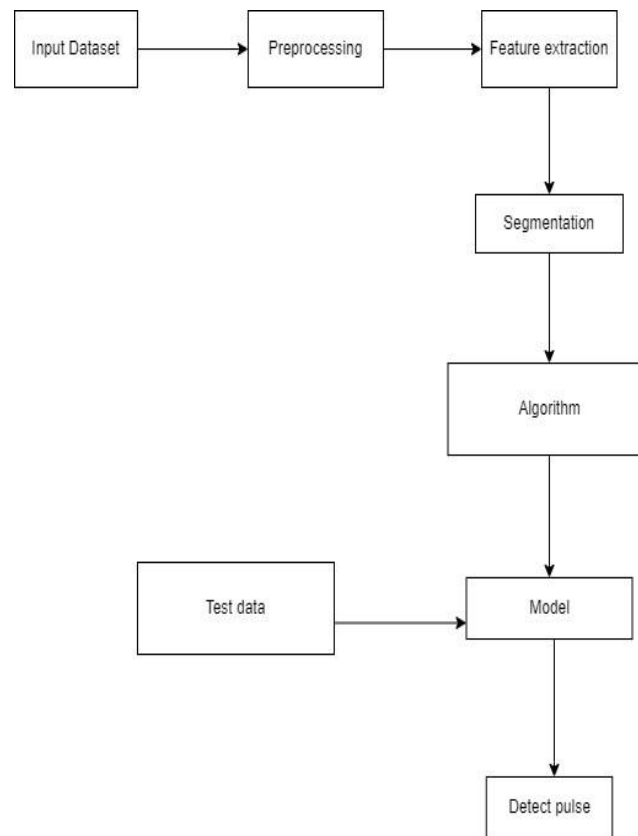 Input Dataset
Preprocessing
Feature extraction
Segmentation
Algorithm
Test data
Model
Detect pulse